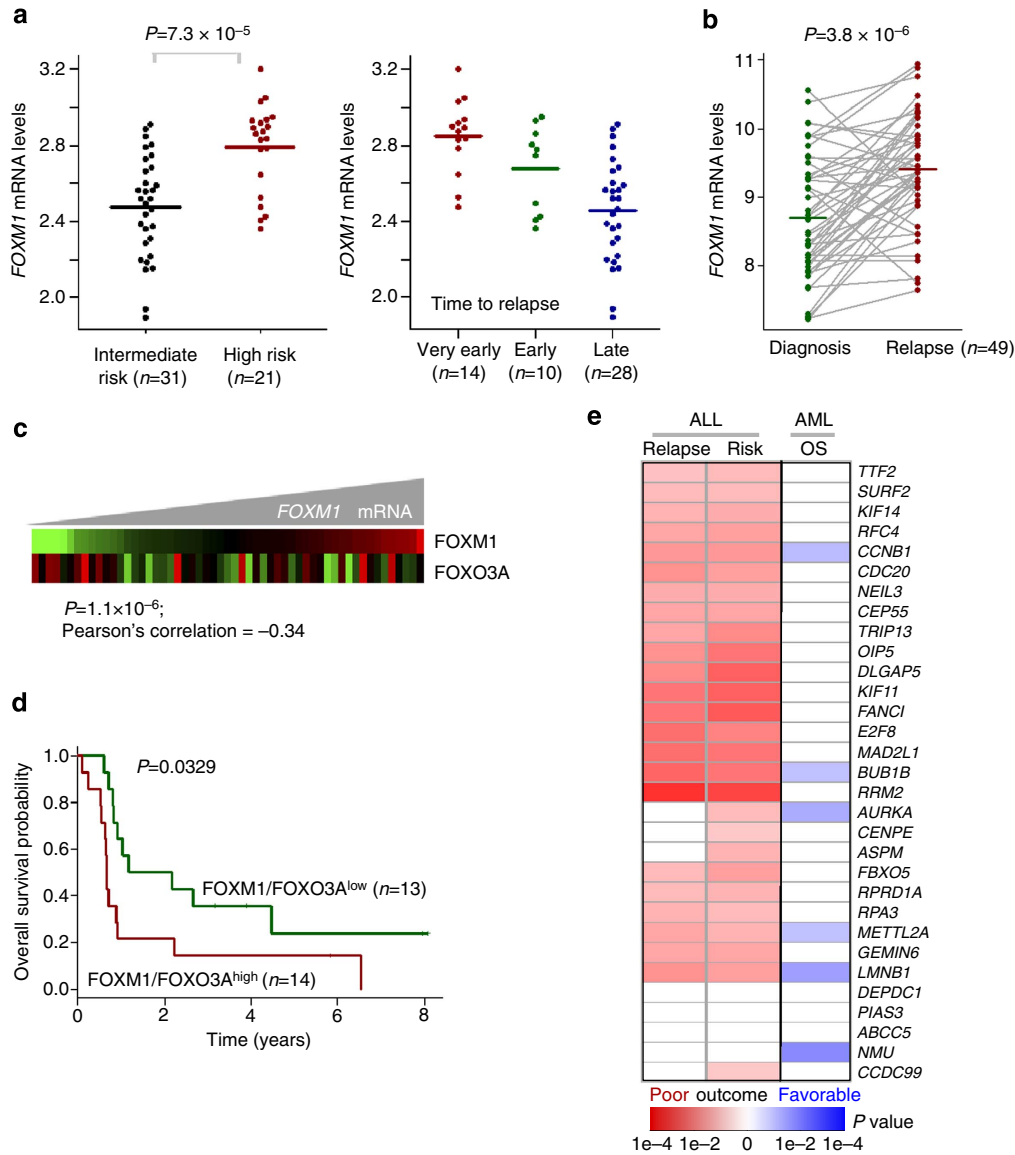 a
P=7.3 × 10⁻⁵
FOXM1 mRNA levels
3.2
2.8
2.4
2.0
Intermediate risk (n=31)
High risk (n=21)
FOXM1 mRNA levels
3.2
2.8
2.4
2.0
Time to relapse
Very early (n=14)
Early (n=10)
Late (n=28)
b
P=3.8 × 10⁻⁶
FOXM1 mRNA levels
11
10
9
8
Diagnosis
Relapse (n=49)
c
FOXM1 mRNA
FOXM1
FOXO3A
P=1.1×10⁻⁶;
Pearson's correlation = –0.34
d
Overall survival probability
1.0
0.8
0.6
0.4
0.2
0.0
P=0.0329
FOXM1/FOXO3Aˡᵒʷ (n=13)
FOXM1/FOXO3Aʰⁱᵍʰ (n=14)
0 2 4 6 8
Time (years)
e
ALL AML
Relapse Risk OS
TTF2
SURF2
KIF14
RFC4
CCNB1
CDC20
NEIL3
CEP55
TRIP13
OIP5
DLGAP5
KIF11
FANCI
E2F8
MAD2L1
BUB1B
RRM2
AURKA
CENPE
ASPM
FBXO5
RPRD1A
RPA3
METTL2A
GEMIN6
LMNB1
DEPDC1
PIAS3
ABCC5
NMU
CCDC99
Poor outcome Favorable
P value
1e–4 1e–2 0 1e–2 1e–4